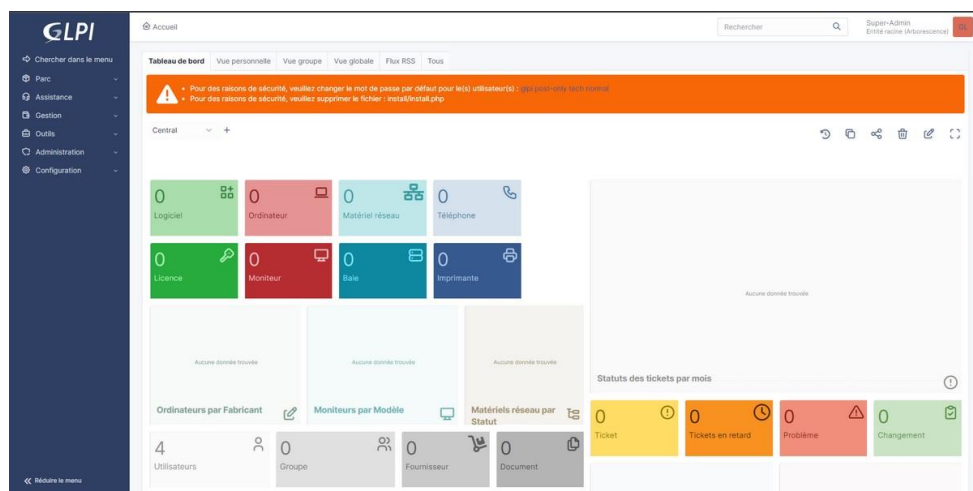 GLPI
Accueil
Rechercher
Super-Admin
Entité racine (Arborescence)
GL
Chercher dans le menu
Parc
Assistance
Gestion
Outils
Administration
Configuration
Réduire le menu
Tableau de bord Vue personnelle Vue groupe Vue globale Flux RSS Tous
• Pour des raisons de sécurité, veuillez changer le mot de passe par défaut pour le(s) utilisateur(s) : glpi post-only tech normal
• Pour des raisons de sécurité, veuillez supprimer le fichier : install/install.php
Central
0
Logiciel
0
Ordinateur
0
Matériel réseau
0
Téléphone
0
Licence
0
Moniteur
0
Baie
0
Imprimante
Aucune donnée trouvée
Ordinateurs par Fabricant
Aucune donnée trouvée
Moniteurs par Modèle
Aucune donnée trouvée
Matériels réseau par
Statut
4
Utilisateurs
0
Groupe
0
Fournisseur
0
Document
Aucune donnée trouvée
Statuts des tickets par mois
0
Ticket
0
Tickets en retard
0
Problème
0
Changement